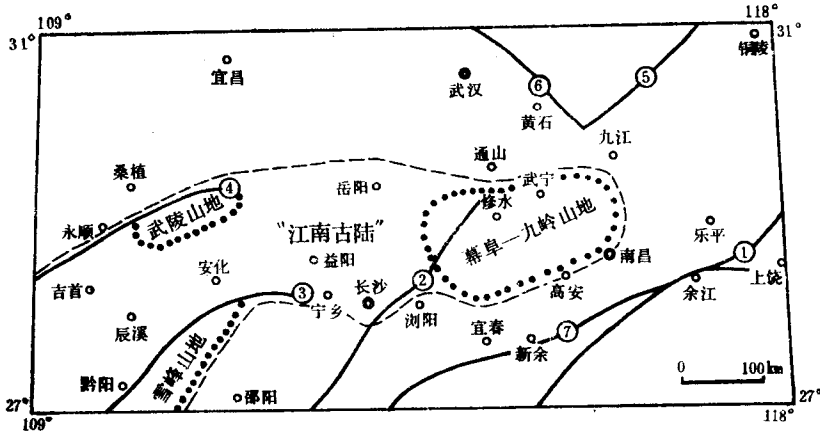 109°
118°
31°
31°
铜陵
宜昌
武汉
⑥
⑤
黄石
九江
通山
桑植
④
岳阳
武宁
修水
永顺
武陵山地
"江南古陆"
幕阜—九岭山地
乐平
①
益阳
安化
南昌
上饶
吉首
③
长沙
②
高安
余江
宁乡
浏阳
辰溪
宜春
⑦
新余
雪峰山地
0 100km
黔阳
邵阳
27°
27°
109°
118°